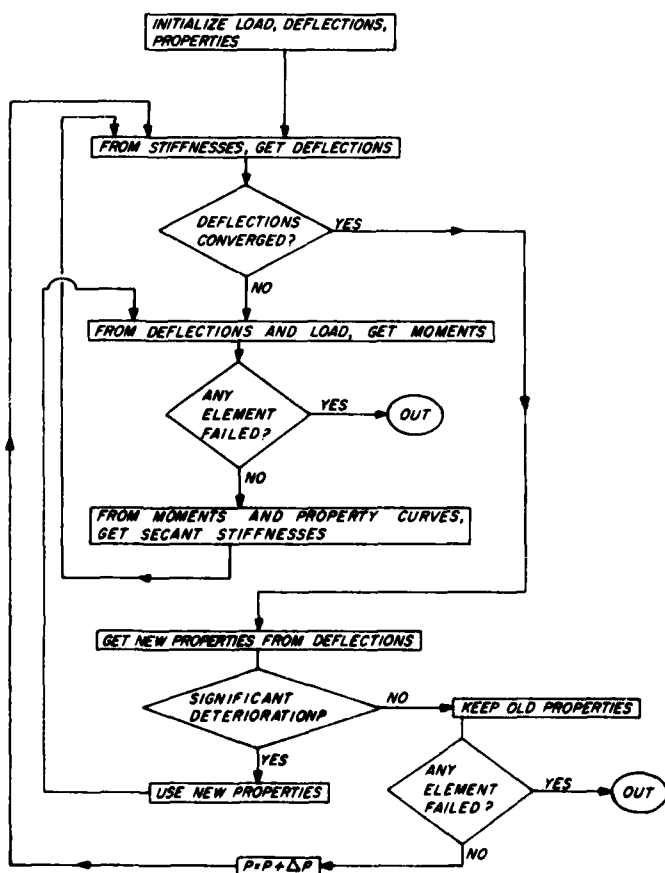 INITIALIZE LOAD, DEFLECTIONS,
PROPERTIES
FROM STIFFNESSES, GET DEFLECTIONS
DEFLECTIONS
CONVERGED?
YES
NO
FROM DEFLECTIONS AND LOAD, GET MOMENTS
ANY
ELEMENT
FAILED?
YES
OUT
NO
FROM MOMENTS AND PROPERTY CURVES,
GET SECANT STIFFNESSES
GET NEW PROPERTIES FROM DEFLECTIONS
SIGNIFICANT
DETERIORATION?
NO
KEEP OLD PROPERTIES
YES
USE NEW PROPERTIES
ANY
ELEMENT
FAILED?
YES
OUT
NO
P=P+ΔP